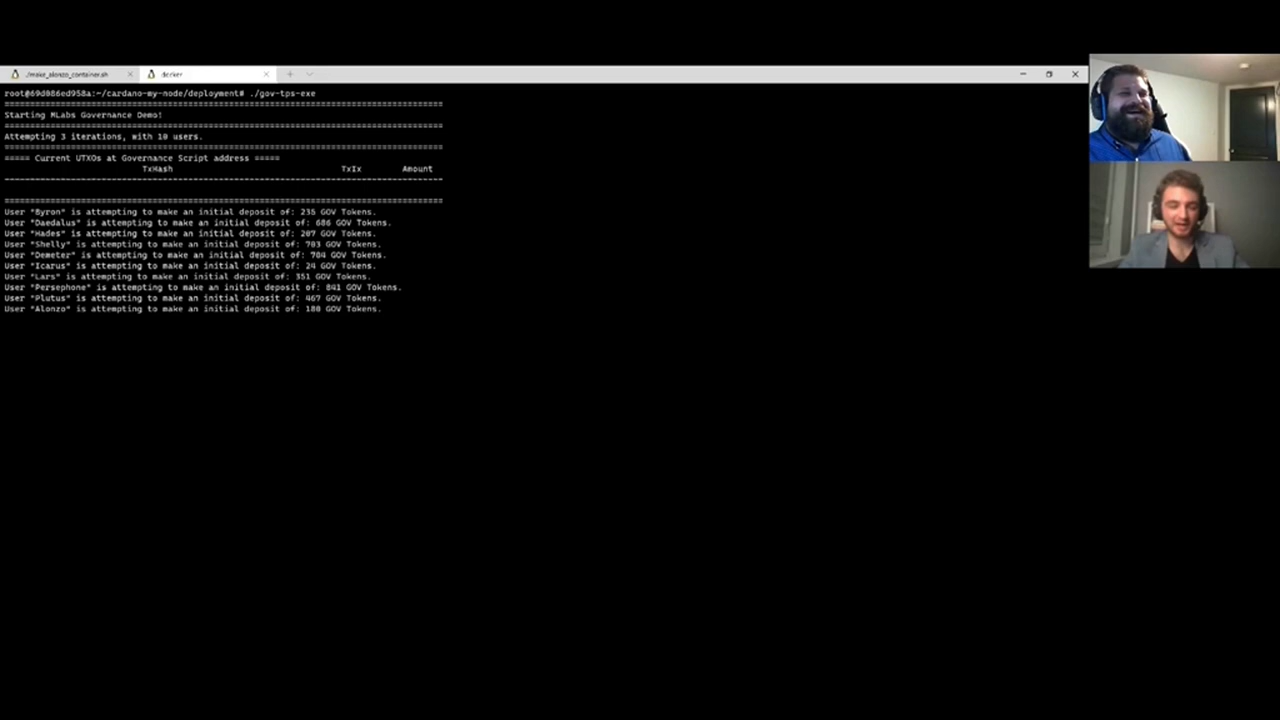 ./make_alonzo_container.sh
docker
root@69d086ed958a:~/cardano-my-node/deployment# ./gov-tps-exe
================================================================================
Starting MLabs Governance Demo!
================================================================================
Attempting 3 iterations, with 10 users.
================================================================================
===== Current UTXOs at Governance Script address =====
TxHash TxIx Amount
--------------------------------------------------------------------------------
================================================================================
User "Byron" is attempting to make an initial deposit of: 235 GOV Tokens.
User "Daedalus" is attempting to make an initial deposit of: 686 GOV Tokens.
User "Hades" is attempting to make an initial deposit of: 207 GOV Tokens.
User "Shelly" is attempting to make an initial deposit of: 703 GOV Tokens.
User "Demeter" is attempting to make an initial deposit of: 704 GOV Tokens.
User "Icarus" is attempting to make an initial deposit of: 24 GOV Tokens.
User "Lars" is attempting to make an initial deposit of: 351 GOV Tokens.
User "Persephone" is attempting to make an initial deposit of: 841 GOV Tokens.
User "Plutus" is attempting to make an initial deposit of: 467 GOV Tokens.
User "Alonzo" is attempting to make an initial deposit of: 180 GOV Tokens.